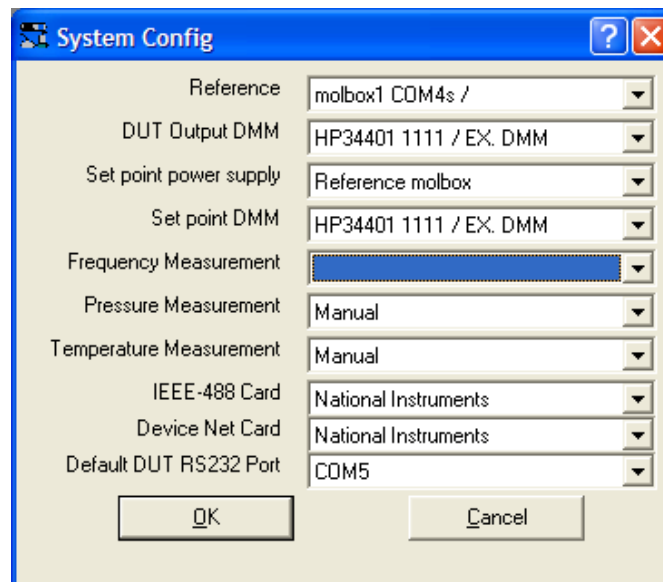 System Config
Reference molbox1 COM4s /
DUT Output DMM HP34401 1111 / EX. DMM
Set point power supply Reference molbox
Set point DMM HP34401 1111 / EX. DMM
Frequency Measurement
Pressure Measurement Manual
Temperature Measurement Manual
IEEE-488 Card National Instruments
Device Net Card National Instruments
Default DUT RS232 Port COM5
OK Cancel